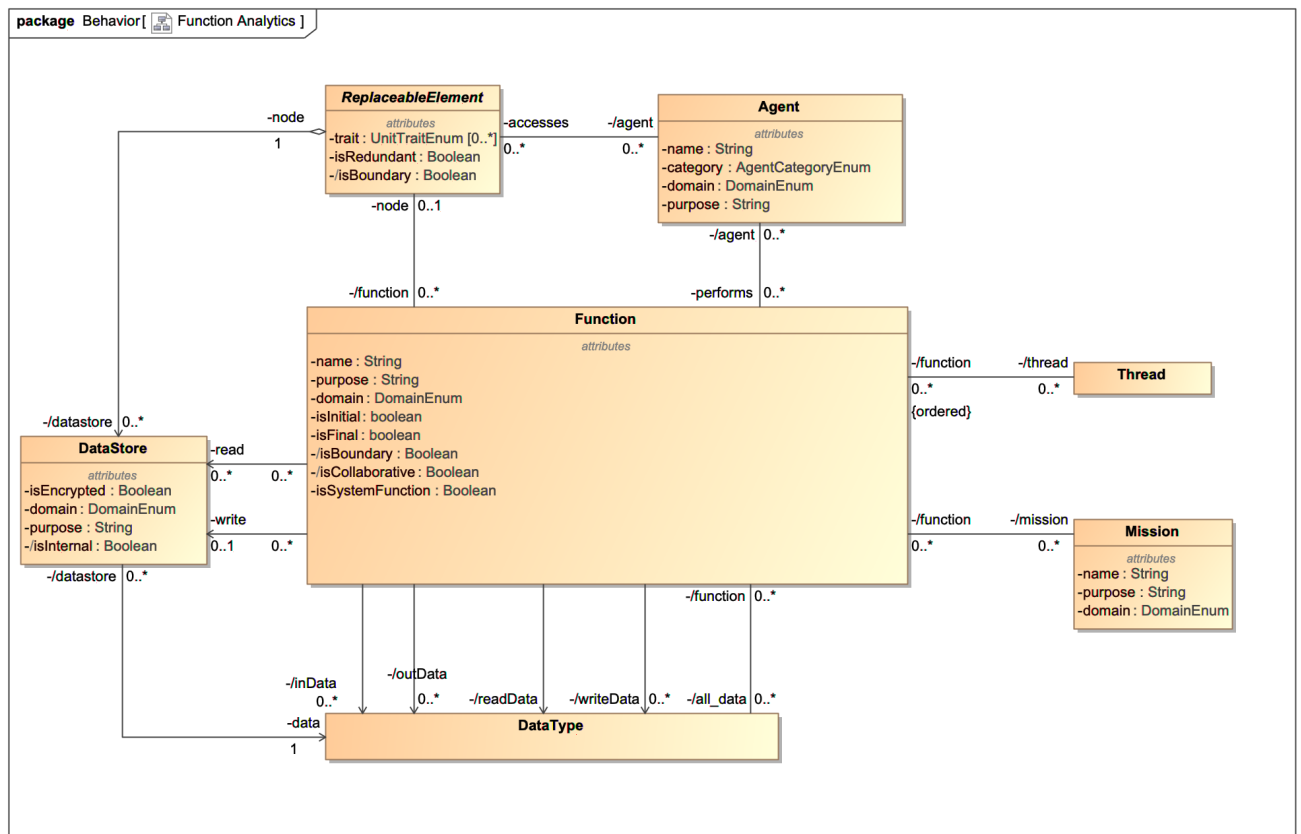 package Behavior[ Function Analytics ]
ReplaceableElement
attributes
-trait : UnitTraitEnum [0..*]
-isRedundant : Boolean
-/isBoundary : Boolean
-node
1
-accesses
0..*
-/agent
0..*
Agent
attributes
-name : String
-category : AgentCategoryEnum
-domain : DomainEnum
-purpose : String
-node 0..1
-/agent 0..*
-/function 0..*
-performs 0..*
Function
attributes
-name : String
-purpose : String
-domain : DomainEnum
-isInitial : boolean
-isFinal : boolean
-/isBoundary : Boolean
-/isCollaborative : Boolean
-isSystemFunction : Boolean
-/function
0..*
{ordered}
-/thread
0..*
Thread
-/datastore 0..*
DataStore
attributes
-isEncrypted : Boolean
-domain : DomainEnum
-purpose : String
-/isInternal : Boolean
-read
0..*
0..*
-write
0..1
0..*
-/function
0..*
-/mission
0..*
Mission
attributes
-name : String
-purpose : String
-domain : DomainEnum
-/datastore 0..*
-/function 0..*
-/inData
0..*
-/outData
0..*
-/readData
-/writeData 0..*
-/all_data 0..*
-data
1
DataType